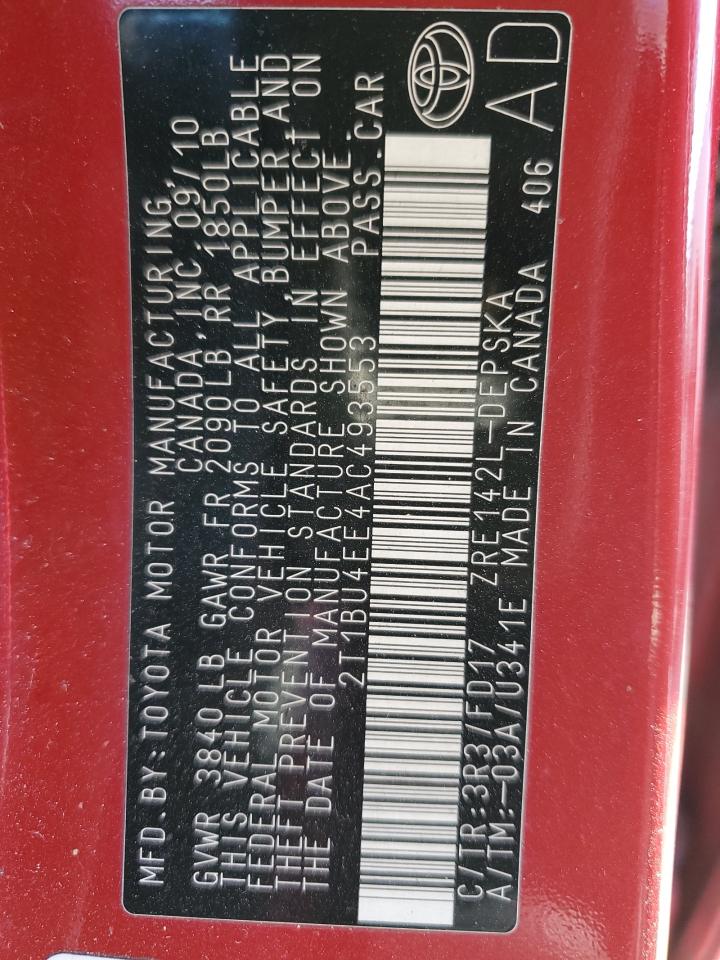 MFD.BY:TOYOTA MOTOR MANUFACTURING,
CANADA,INC 09/10
GVWR 3840 LB GAWR FR 2090LB RR 1850LB
THIS VEHICLE CONFORMS TO ALL APPLICABLE
FEDERAL MOTOR VEHICLE SAFETY,BUMPER AND
THEFT PREVENTION STANDARDS IN EFFECT ON
THE DATE OF MANUFACTURE SHOWN ABOVE.
2T1BU4EE4AC493553 PASS.CAR
C/TR:3R3/FD17 ZRE142L-DEPSKA
A/TM:-03A/U341E MADE IN CANADA 406
AD